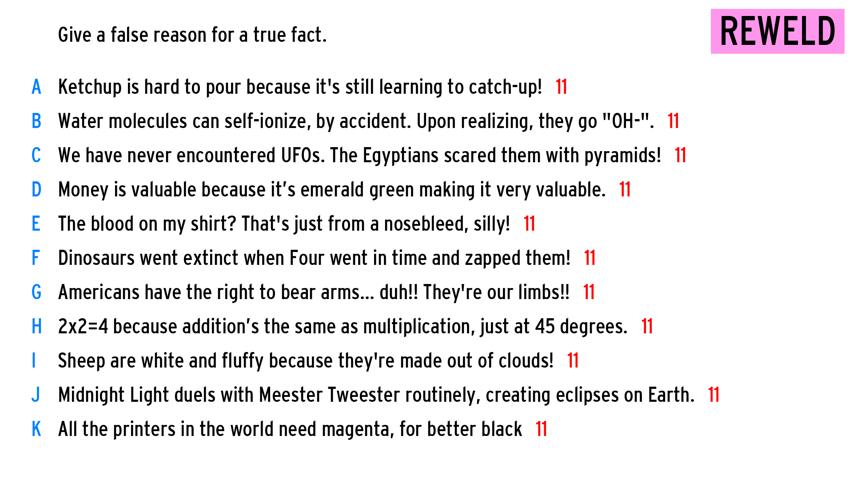 Give a false reason for a true fact.
REWELD
A Ketchup is hard to pour because it's still learning to catch-up! 11
B Water molecules can self-ionize, by accident. Upon realizing, they go "OH-". 11
C We have never encountered UFOs. The Egyptians scared them with pyramids! 11
D Money is valuable because it’s emerald green making it very valuable. 11
E The blood on my shirt? That's just from a nosebleed, silly! 11
F Dinosaurs went extinct when Four went in time and zapped them! 11
G Americans have the right to bear arms... duh!! They're our limbs!! 11
H 2x2=4 because addition’s the same as multiplication, just at 45 degrees. 11
I Sheep are white and fluffy because they're made out of clouds! 11
J Midnight Light duels with Meester Tweester routinely, creating eclipses on Earth. 11
K All the printers in the world need magenta, for better black 11